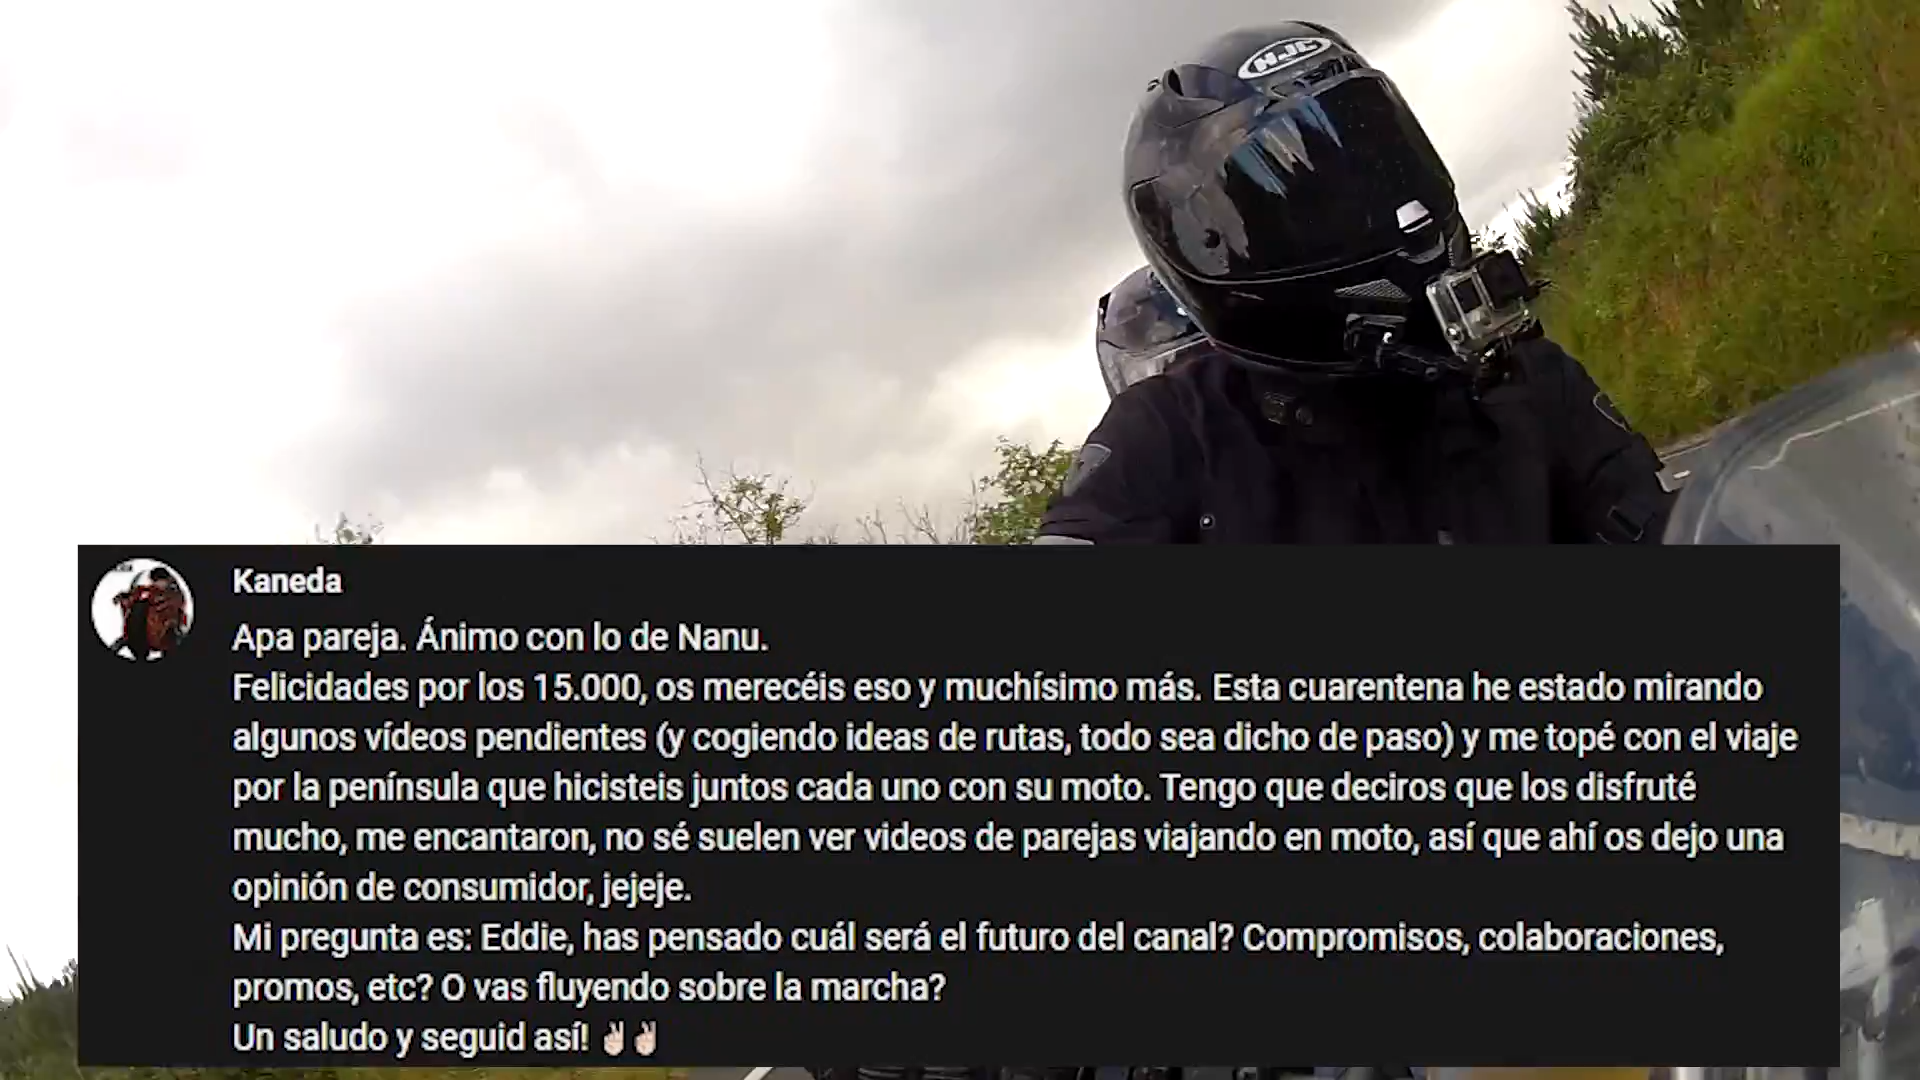 NJC
Kaneda
Apa pareja. Ánimo con lo de Nanu.
Felicidades por los 15.000, os merecéis eso y muchísimo más. Esta cuarentena he estado mirando
algunos vídeos pendientes (y cogiendo ideas de rutas, todo sea dicho de paso) y me topé con el viaje
por la península que hicisteis juntos cada uno con su moto. Tengo que deciros que los disfruté
mucho, me encantaron, no sé suelen ver videos de parejas viajando en moto, así que ahí os dejo una
opinión de consumidor, jejeje.
Mi pregunta es: Eddie, has pensado cuál será el futuro del canal? Compromisos, colaboraciones,
promos, etc? O vas fluyendo sobre la marcha?
Un saludo y seguid así! ✌🏻✌🏻